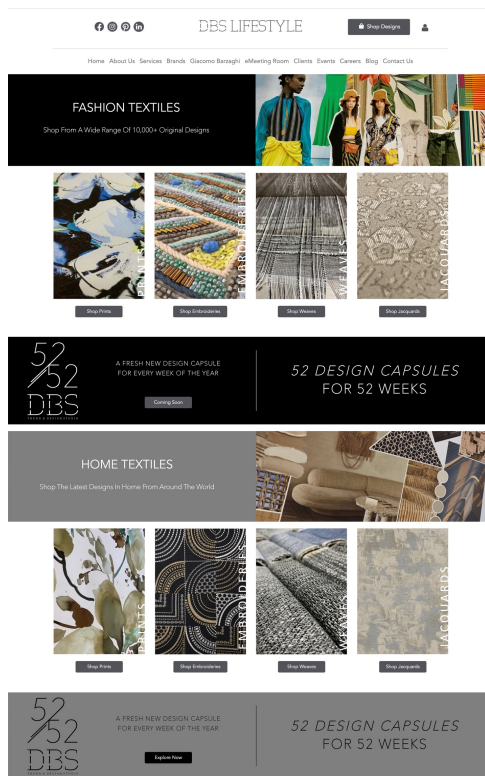 DBS LIFESTYLE
Shop Designs
Home About Us Services Brands Giacomo Barzaghi eMeeting Room Clients Events Careers Blog Contact Us
FASHION TEXTILES
Shop From A Wide Range Of 10,000+ Original Designs
PRINTS
EMBROIDERIES
WEAVES
JACQUARDS
Shop Prints
Shop Embroideries
Shop Weaves
Shop Jacquards
52/52
DBS
A FRESH NEW DESIGN CAPSULE
FOR EVERY WEEK OF THE YEAR
Coming Soon
52 DESIGN CAPSULES
FOR 52 WEEKS
HOME TEXTILES
Shop The Latest Designs In Home From Around The World
PRINTS
EMBROIDERIES
WEAVES
JACQUARDS
Shop Prints
Shop Embroideries
Shop Weaves
Shop Jacquards
52/52
DBS
A FRESH NEW DESIGN CAPSULE
FOR EVERY WEEK OF THE YEAR
Explore Now
52 DESIGN CAPSULES
FOR 52 WEEKS